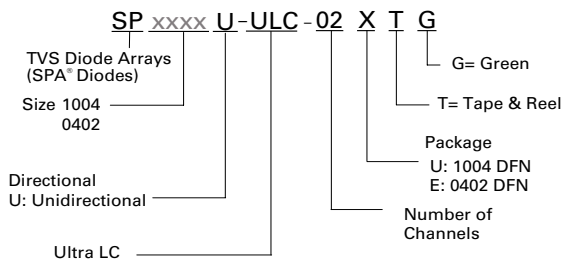 SP xxxx U - ULC - 02 X T G
TVS Diode Arrays
(SPA® Diodes)
G= Green
Size 1004
0402
T= Tape & Reel
Package
U: 1004 DFN
E: 0402 DFN
Directional
U: Unidirectional
Number of
Channels
Ultra LC